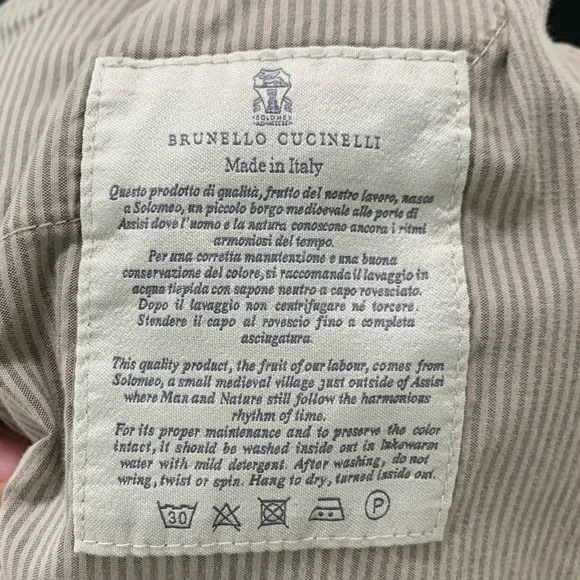 SOLOMEO
BRUNELLO CUCINELLI
Made in Italy
Questo prodotto di qualità, frutto del nostro lavoro, nasce
a Solomeo, un piccolo borgo medioevale alle porte di
Assisi dove l'uomo e la natura conoscono ancora i ritmi
armoniosi del tempo.
Per una corretta manutenzione e una buona
conservazione del colore, si raccomanda il lavaggio in
acqua tiepida con sapone neutro a capo rovesciato.
Dopo il lavaggio non centrifugare né torcere.
Stendere il capo al rovescio fino a completa
asciugatura.
This quality product, the fruit of our labour, comes from
Solomeo, a small medieval village just outside of Assisi
where Man and Nature still follow the harmonious
rhythm of time.
For its proper maintenance and to preserve the color
intact, it should be washed inside out in lukewarm
water with mild detergent. After washing, do not
wring, twist or spin. Hang to dry, turned inside out.
30 P